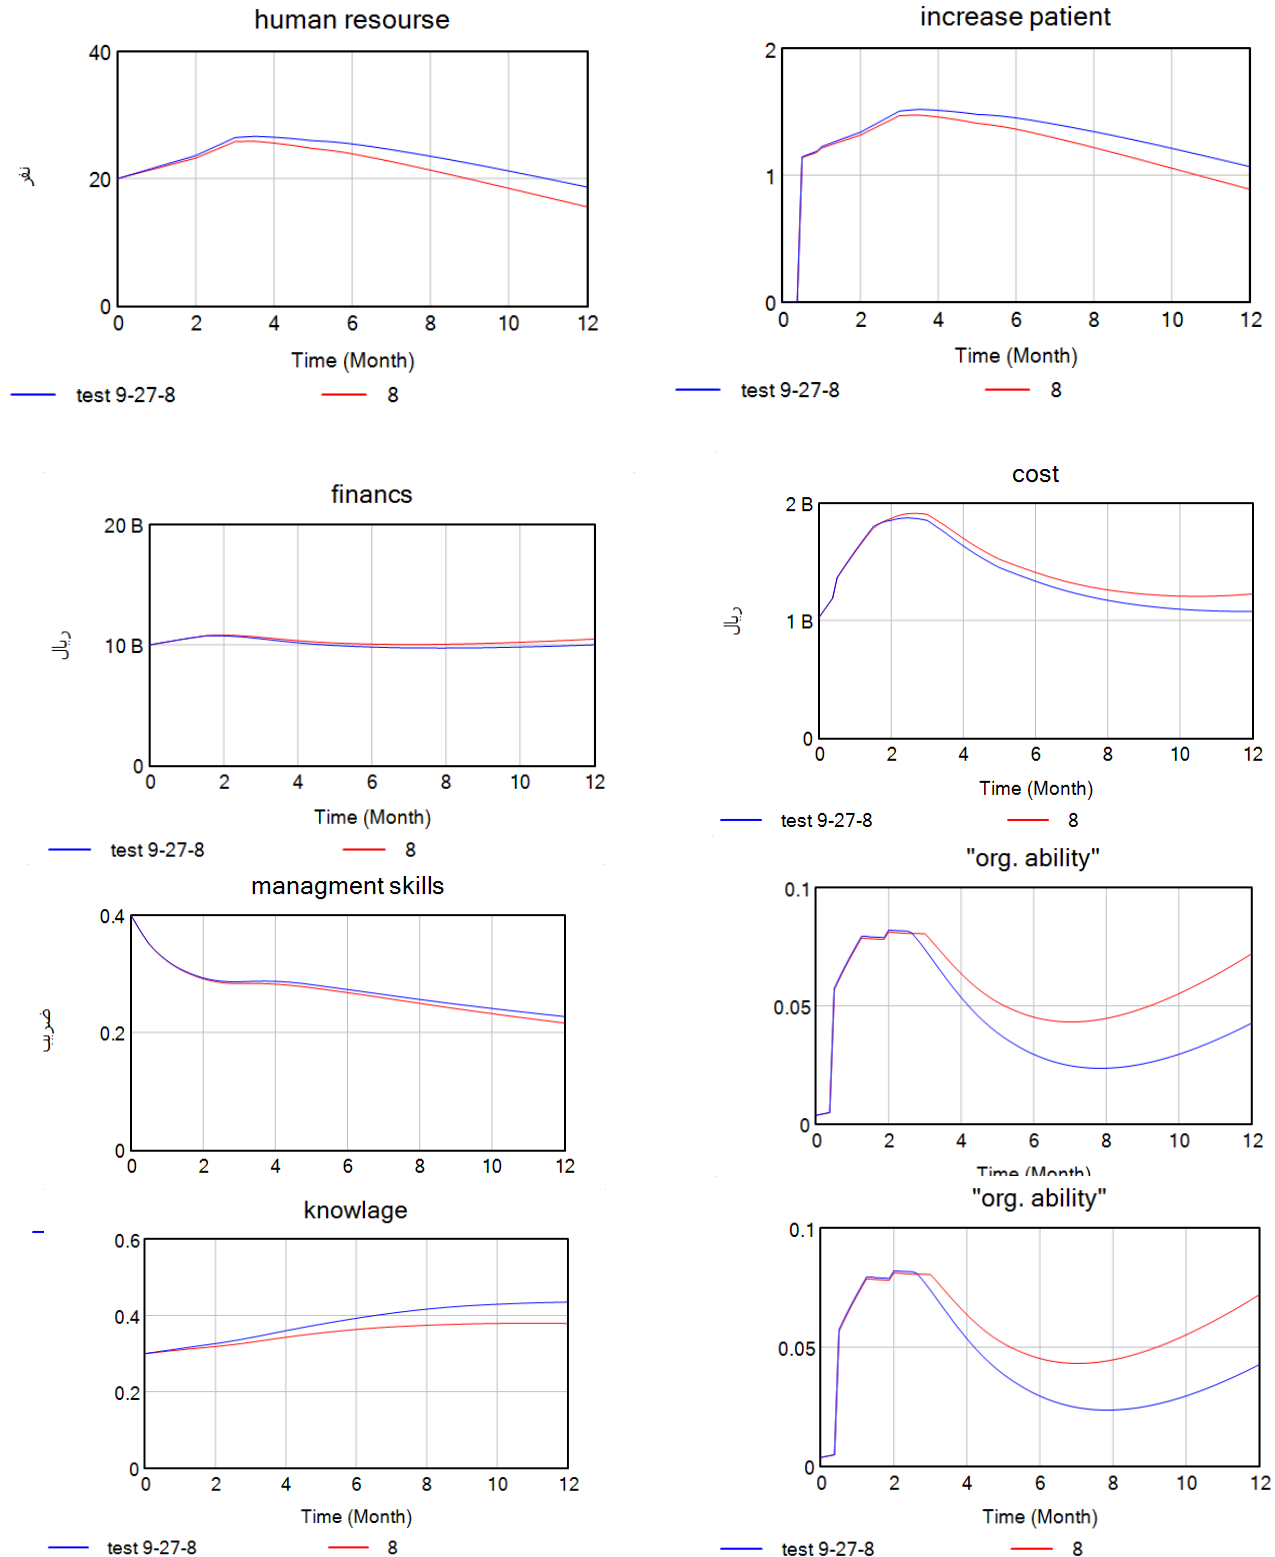 human resourse
40
20
0
نفر
0 2 4 6 8 10 12
Time (Month)
test 9-27-8 8
increase patient
2
1
0
0 2 4 6 8 10 12
Time (Month)
test 9-27-8 8
financs
20 B
10 B
0
ریال
0 2 4 6 8 10 12
Time (Month)
test 9-27-8 8
cost
2 B
1 B
0
ریال
0 2 4 6 8 10 12
Time (Month)
test 9-27-8 8
managment skills
0.4
0.2
0
ضریب
0 2 4 6 8 10 12
"org. ability"
0.1
0.05
0
0 2 4 6 8 10 12
Time (Month)
knowlage
0.6
0.4
0.2
0
0 2 4 6 8 10 12
Time (Month)
test 9-27-8 8
"org. ability"
0.1
0.05
0
0 2 4 6 8 10 12
Time (Month)
test 9-27-8 8